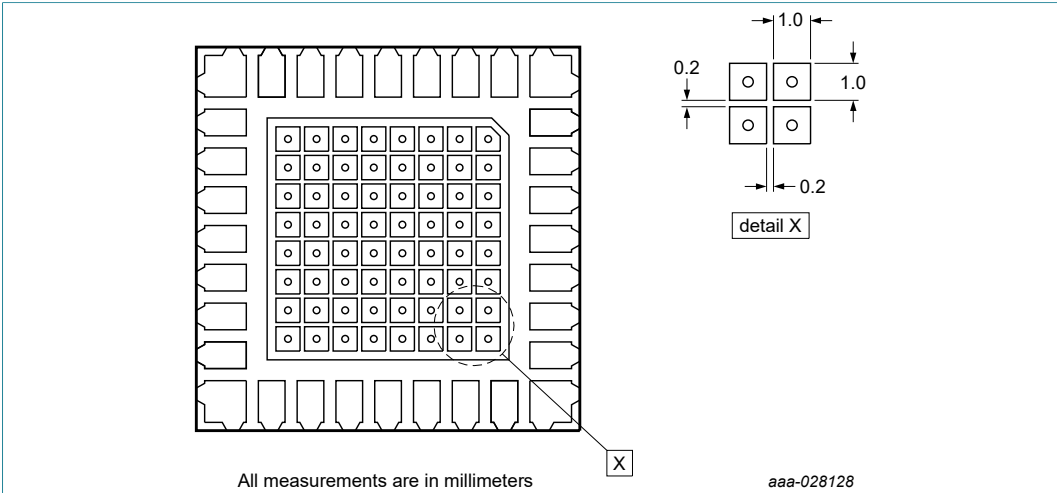 1.0
0.2
1.0
0.2
detail X
X
All measurements are in millimeters
aaa-028128